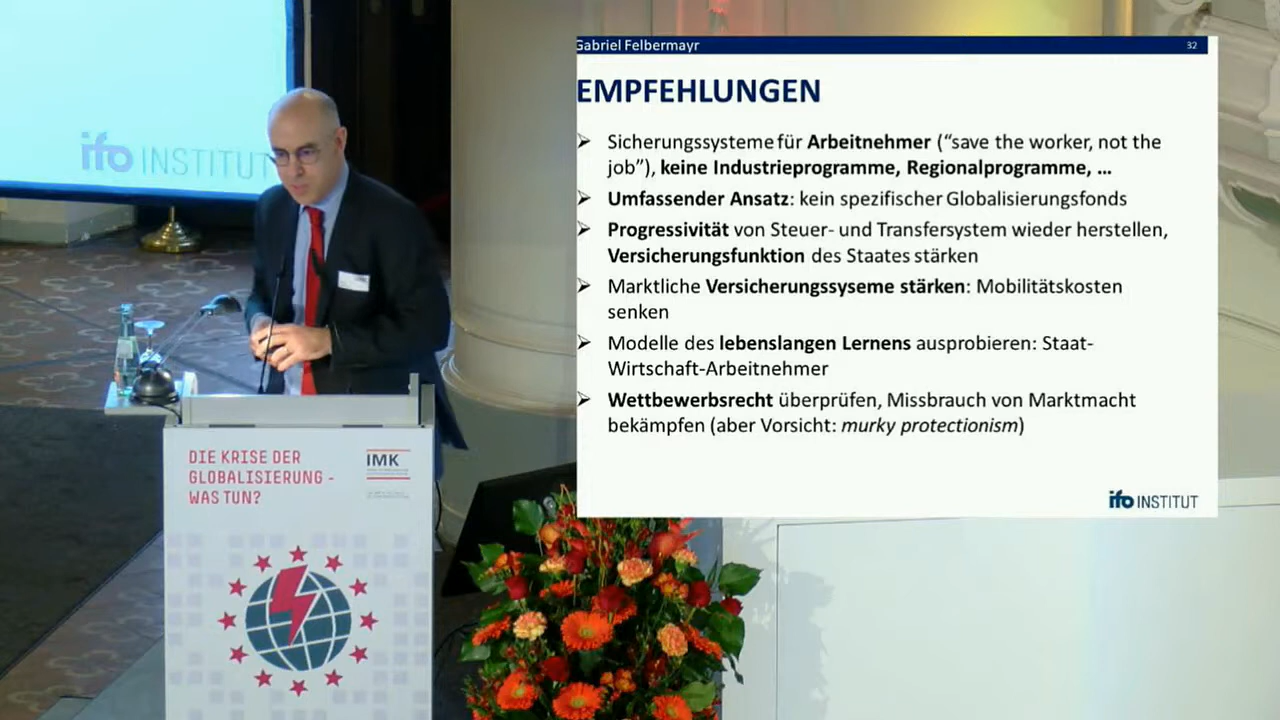 ifo INSTITUT
Gabriel Felbermayr
32
EMPFEHLUNGEN
➢ Sicherungssysteme für Arbeitnehmer (“save the worker, not the
job”), keine Industrieprogramme, Regionalprogramme, ...
➢ Umfassender Ansatz: kein spezifischer Globalisierungsfonds
➢ Progressivität von Steuer- und Transfersystem wieder herstellen,
Versicherungsfunktion des Staates stärken
➢ Marktliche Versicherungssyseme stärken: Mobilitätskosten
senken
➢ Modelle des lebenslangen Lernens ausprobieren: Staat-
Wirtschaft-Arbeitnehmer
➢ Wettbewerbsrecht überprüfen, Missbrauch von Marktmacht
bekämpfen (aber Vorsicht: murky protectionism)
ifo INSTITUT
DIE KRISE DER
GLOBALISIERUNG -
WAS TUN?
IMK